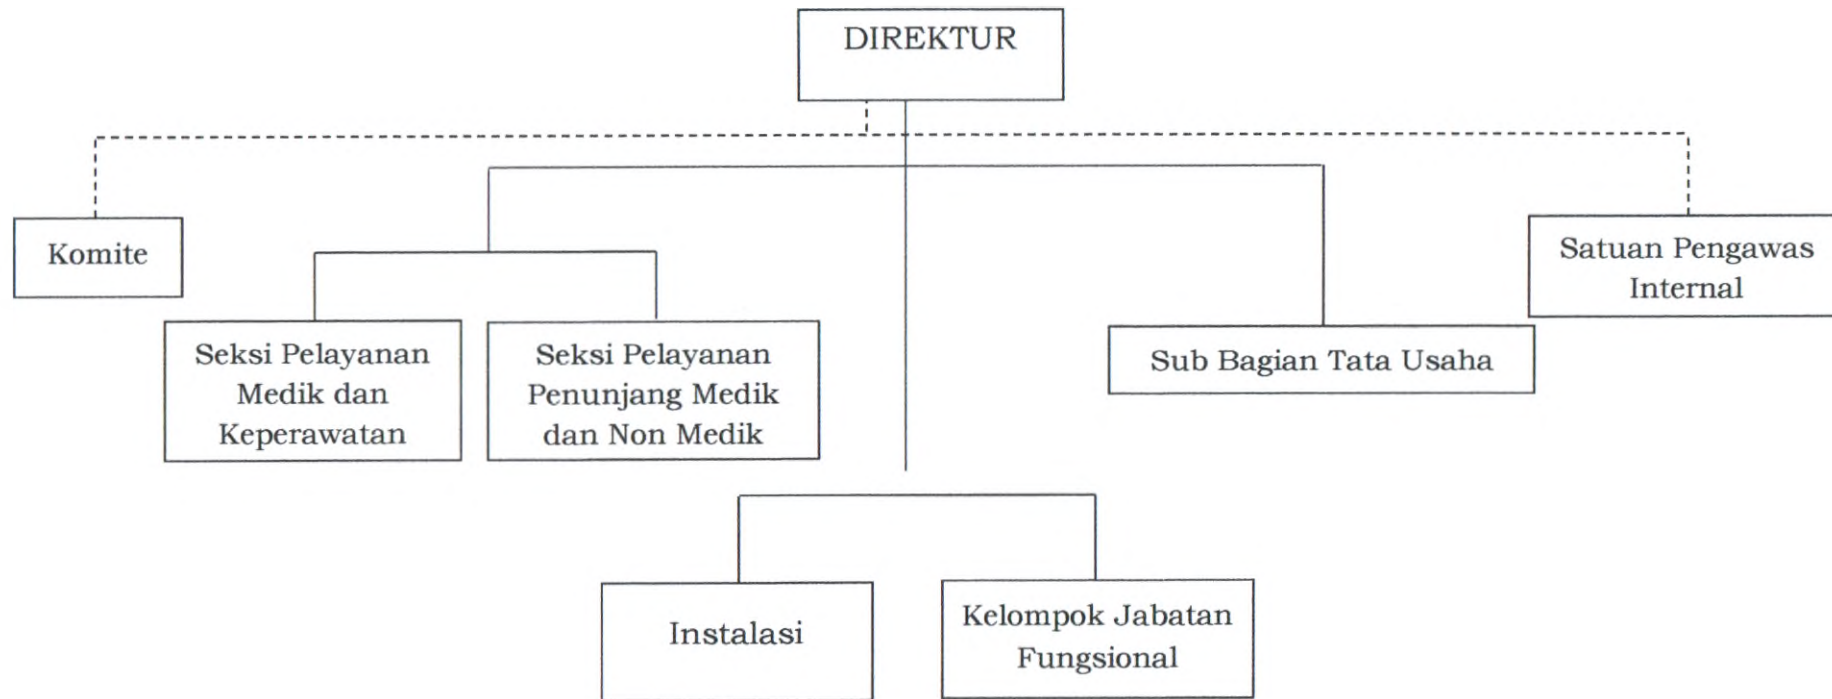 DIREKTUR
Komite
Satuan Pengawas
Internal
Seksi Pelayanan
Medik dan
Keperawatan
Seksi Pelayanan
Penunjang Medik
dan Non Medik
Sub Bagian Tata Usaha
Instalasi
Kelompok Jabatan
Fungsional